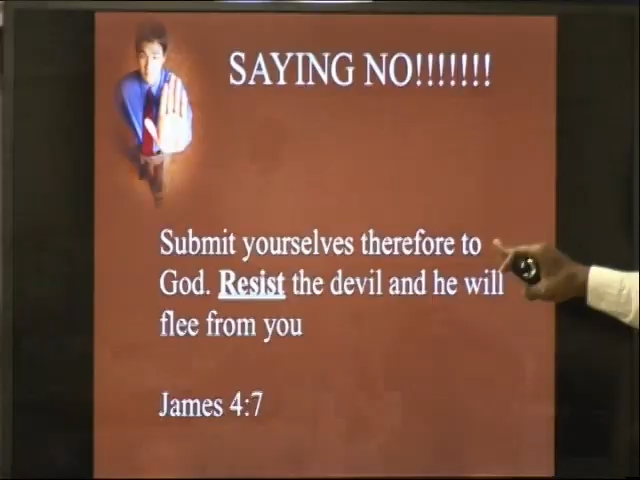 SAYING NO!!!!!!!
Submit yourselves therefore to
God. Resist the devil and he will
flee from you
James 4:7